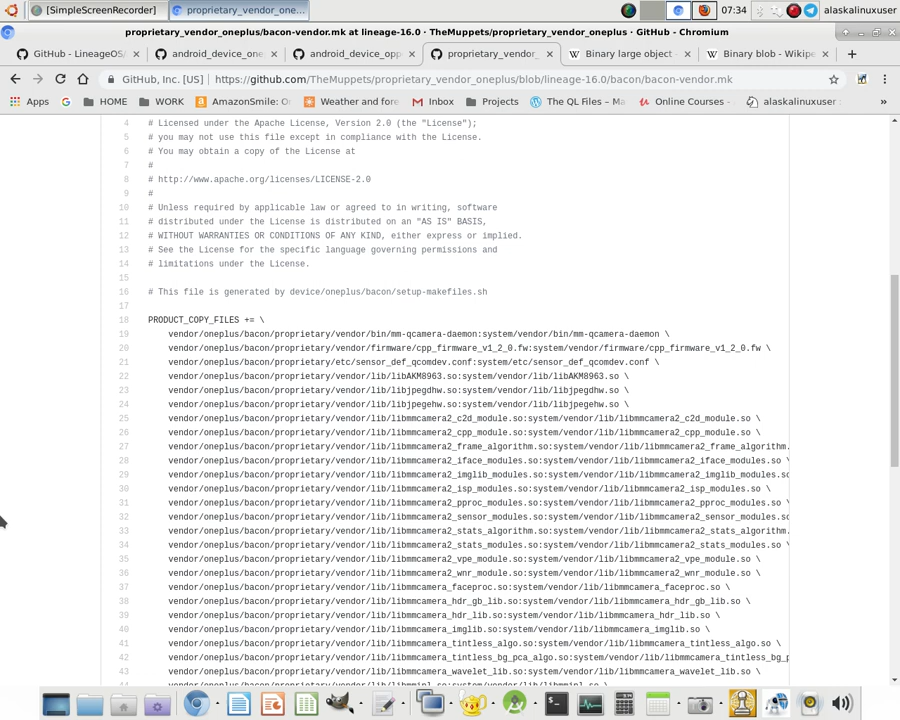 [SimpleScreenRecorder]
proprietary_vendor_one...
07:34
alaskalinuxuser
proprietary_vendor_oneplus/bacon-vendor.mk at lineage-16.0 · TheMuppets/proprietary_vendor_oneplus · GitHub - Chromium
GitHub - LineageOS/
android_device_one
android_device_opp
proprietary_vendor_
Binary large object -
Binary blob - Wikipe
GitHub, Inc. [US]
https://github.com/TheMuppets/proprietary_vendor_oneplus/blob/lineage-16.0/bacon/bacon-vendor.mk
Apps
HOME
WORK
AmazonSmile: On
Weather and fore
Inbox
Projects
The QL Files – Ma
Online Courses -
alaskalinuxuser
»
4 # Licensed under the Apache License, Version 2.0 (the "License");
5 # you may not use this file except in compliance with the License.
6 # You may obtain a copy of the License at
7 #
8 # http://www.apache.org/licenses/LICENSE-2.0
9 #
10 # Unless required by applicable law or agreed to in writing, software
11 # distributed under the License is distributed on an "AS IS" BASIS,
12 # WITHOUT WARRANTIES OR CONDITIONS OF ANY KIND, either express or implied.
13 # See the License for the specific language governing permissions and
14 # limitations under the License.
15
16 # This file is generated by device/oneplus/bacon/setup-makefiles.sh
17
18 PRODUCT_COPY_FILES += \
19 vendor/oneplus/bacon/proprietary/vendor/bin/mm-qcamera-daemon:system/vendor/bin/mm-qcamera-daemon \
20 vendor/oneplus/bacon/proprietary/vendor/firmware/cpp_firmware_v1_2_0.fw:system/vendor/firmware/cpp_firmware_v1_2_0.fw \
21 vendor/oneplus/bacon/proprietary/etc/sensor_def_qcomdev.conf:system/etc/sensor_def_qcomdev.conf \
22 vendor/oneplus/bacon/proprietary/vendor/lib/libAKM8963.so:system/vendor/lib/libAKM8963.so \
23 vendor/oneplus/bacon/proprietary/vendor/lib/libjpegdhw.so:system/vendor/lib/libjpegdhw.so \
24 vendor/oneplus/bacon/proprietary/vendor/lib/libjpegehw.so:system/vendor/lib/libjpegehw.so \
25 vendor/oneplus/bacon/proprietary/vendor/lib/libmmcamera2_c2d_module.so:system/vendor/lib/libmmcamera2_c2d_module.so \
26 vendor/oneplus/bacon/proprietary/vendor/lib/libmmcamera2_cpp_module.so:system/vendor/lib/libmmcamera2_cpp_module.so \
27 vendor/oneplus/bacon/proprietary/vendor/lib/libmmcamera2_frame_algorithm.so:system/vendor/lib/libmmcamera2_frame_algorithm.
28 vendor/oneplus/bacon/proprietary/vendor/lib/libmmcamera2_iface_modules.so:system/vendor/lib/libmmcamera2_iface_modules.so \
29 vendor/oneplus/bacon/proprietary/vendor/lib/libmmcamera2_imglib_modules.so:system/vendor/lib/libmmcamera2_imglib_modules.so
30 vendor/oneplus/bacon/proprietary/vendor/lib/libmmcamera2_isp_modules.so:system/vendor/lib/libmmcamera2_isp_modules.so \
31 vendor/oneplus/bacon/proprietary/vendor/lib/libmmcamera2_pproc_modules.so:system/vendor/lib/libmmcamera2_pproc_modules.so \
32 vendor/oneplus/bacon/proprietary/vendor/lib/libmmcamera2_sensor_modules.so:system/vendor/lib/libmmcamera2_sensor_modules.so
33 vendor/oneplus/bacon/proprietary/vendor/lib/libmmcamera2_stats_algorithm.so:system/vendor/lib/libmmcamera2_stats_algorithm.
34 vendor/oneplus/bacon/proprietary/vendor/lib/libmmcamera2_stats_modules.so:system/vendor/lib/libmmcamera2_stats_modules.so \
35 vendor/oneplus/bacon/proprietary/vendor/lib/libmmcamera2_vpe_module.so:system/vendor/lib/libmmcamera2_vpe_module.so \
36 vendor/oneplus/bacon/proprietary/vendor/lib/libmmcamera2_wnr_module.so:system/vendor/lib/libmmcamera2_wnr_module.so \
37 vendor/oneplus/bacon/proprietary/vendor/lib/libmmcamera_faceproc.so:system/vendor/lib/libmmcamera_faceproc.so \
38 vendor/oneplus/bacon/proprietary/vendor/lib/libmmcamera_hdr_gb_lib.so:system/vendor/lib/libmmcamera_hdr_gb_lib.so \
39 vendor/oneplus/bacon/proprietary/vendor/lib/libmmcamera_hdr_lib.so:system/vendor/lib/libmmcamera_hdr_lib.so \
40 vendor/oneplus/bacon/proprietary/vendor/lib/libmmcamera_imglib.so:system/vendor/lib/libmmcamera_imglib.so \
41 vendor/oneplus/bacon/proprietary/vendor/lib/libmmcamera_tintless_algo.so:system/vendor/lib/libmmcamera_tintless_algo.so \
42 vendor/oneplus/bacon/proprietary/vendor/lib/libmmcamera_tintless_bg_pca_algo.so:system/vendor/lib/libmmcamera_tintless_bg_p
43 vendor/oneplus/bacon/proprietary/vendor/lib/libmmcamera_wavelet_lib.so:system/vendor/lib/libmmcamera_wavelet_lib.so \